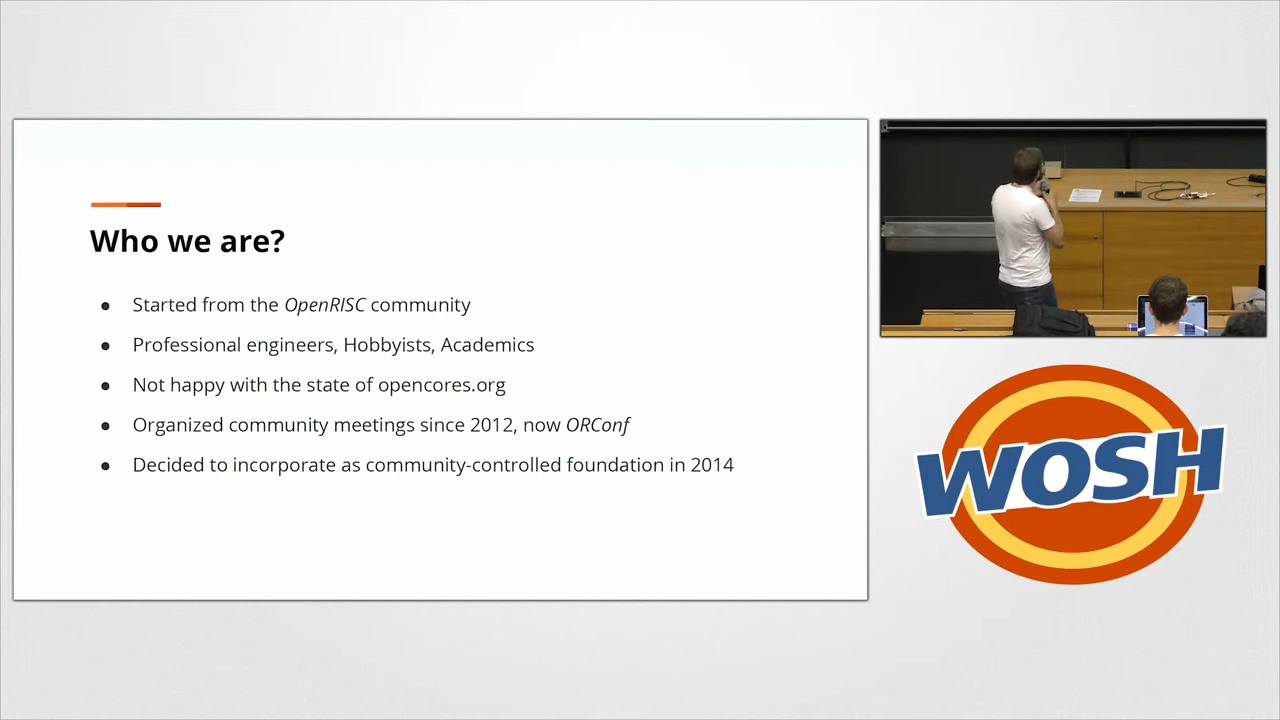 Who we are?
● Started from the OpenRISC community
● Professional engineers, Hobbyists, Academics
● Not happy with the state of opencores.org
● Organized community meetings since 2012, now ORConf
● Decided to incorporate as community-controlled foundation in 2014
WOSH